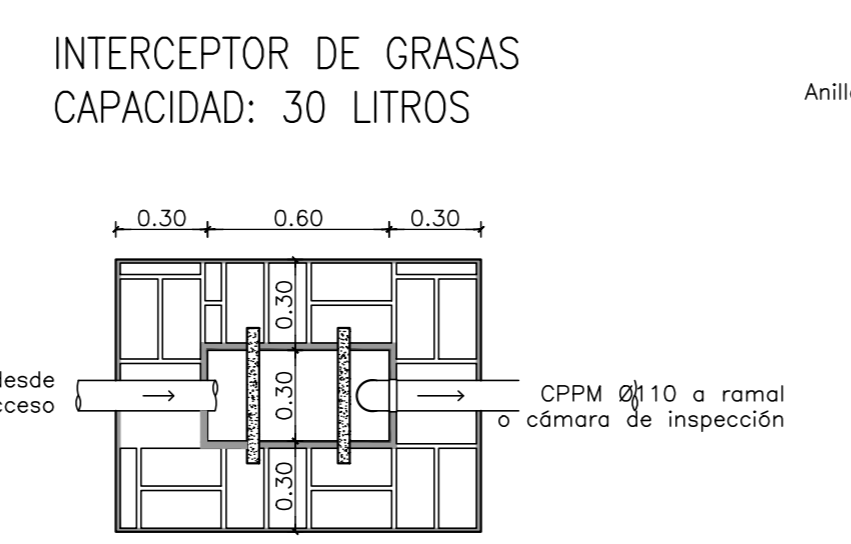 INTERCEPTOR DE GRASAS
CAPACIDAD: 30 LITROS
0.30
0.60
0.30
0.30
0.30
0.30
CPPM Ø110 a ramal
o cámara de inspección